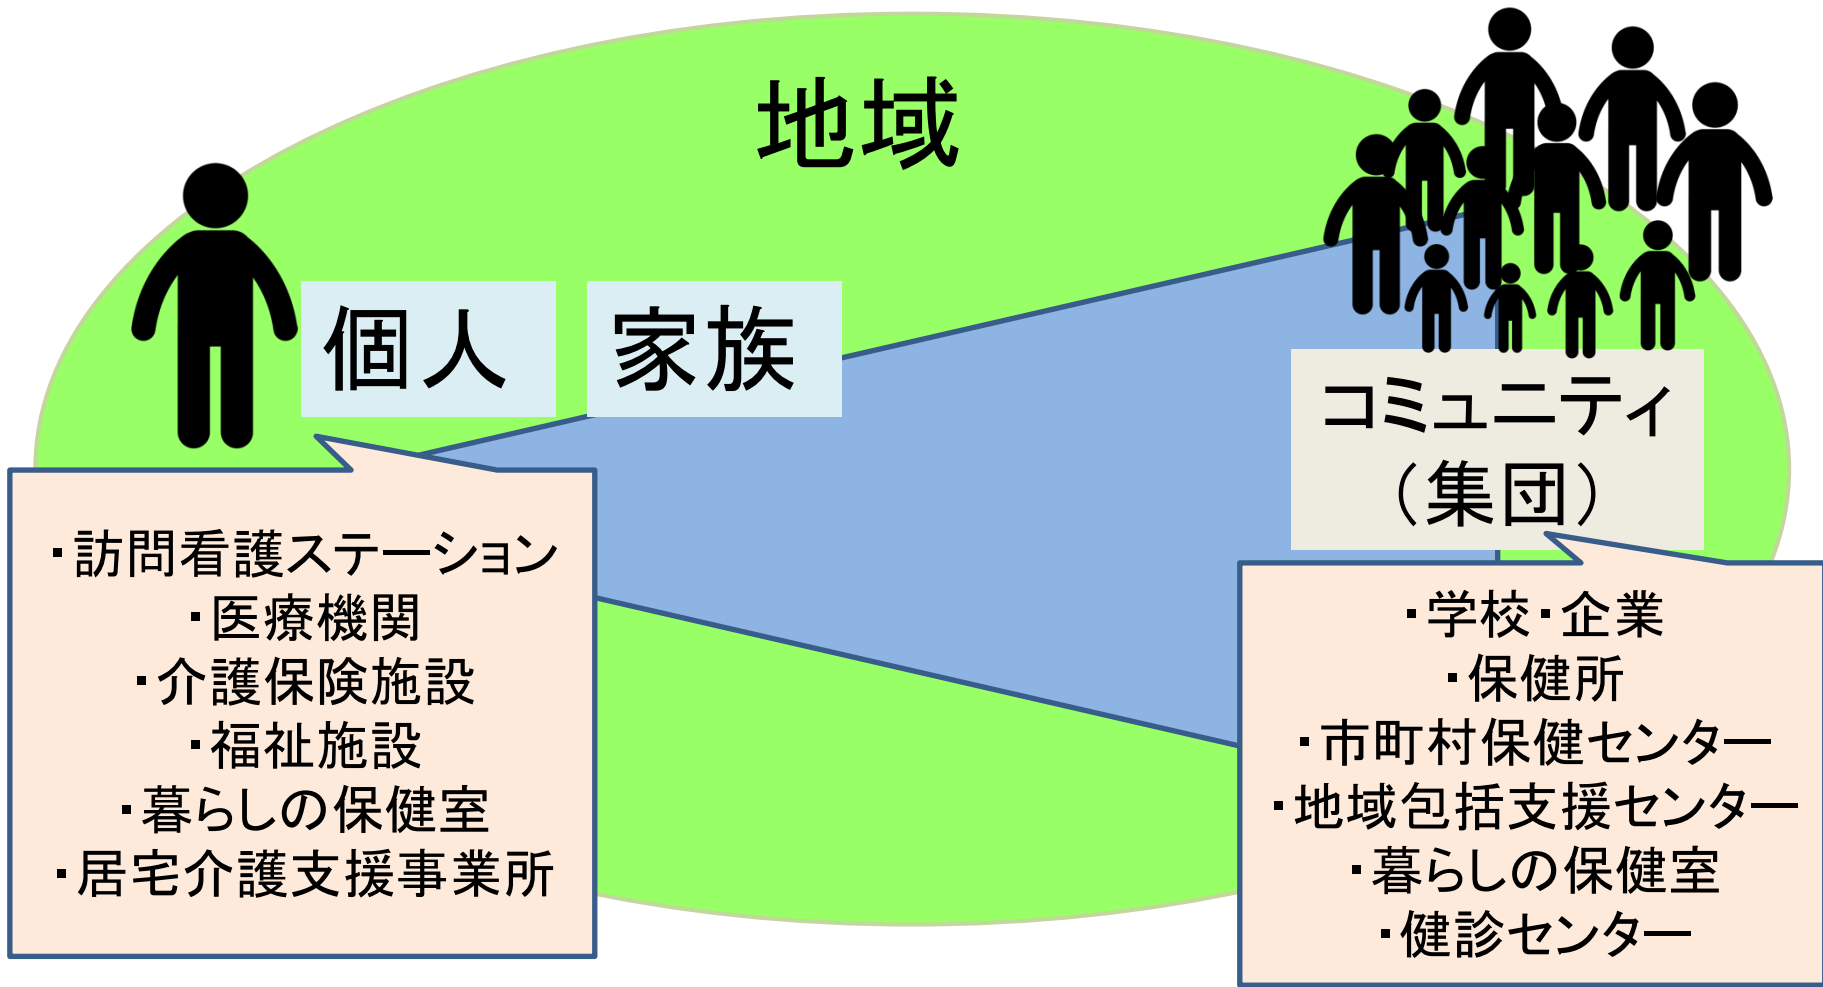 地域
個人
家族
コミュニティ
（集団）
・訪問看護ステーション
・医療機関
・介護保険施設
・福祉施設
・暮らしの保健室
・居宅介護支援事業所
・学校・企業
・保健所
・市町村保健センター
・地域包括支援センター
・暮らしの保健室
・健診センター